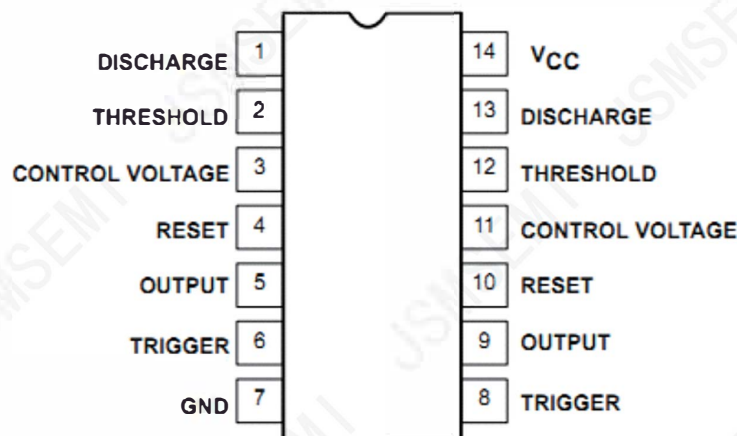 DISCHARGE 1 14 VCC
THRESHOLD 2 13 DISCHARGE
CONTROL VOLTAGE 3 12 THRESHOLD
RESET 4 11 CONTROL VOLTAGE
OUTPUT 5 10 RESET
TRIGGER 6 9 OUTPUT
GND 7 8 TRIGGER
JSMSEMI